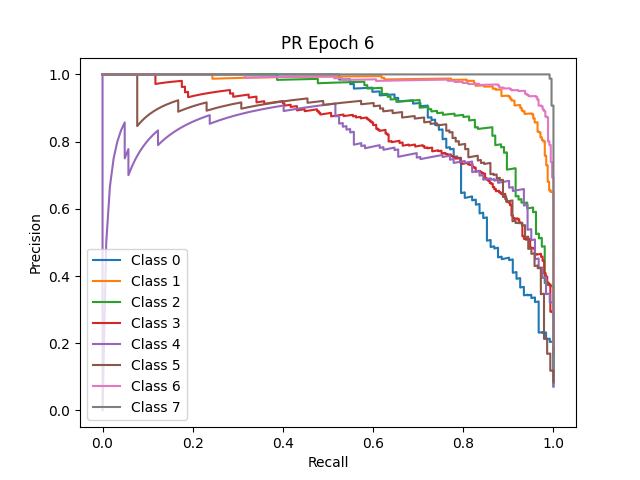 PR Epoch 6
1.0
0.8
0.6
0.4
0.2
0.0
Precision
Class 0
Class 1
Class 2
Class 3
Class 4
Class 5
Class 6
Class 7
0.0 0.2 0.4 0.6 0.8 1.0
Recall